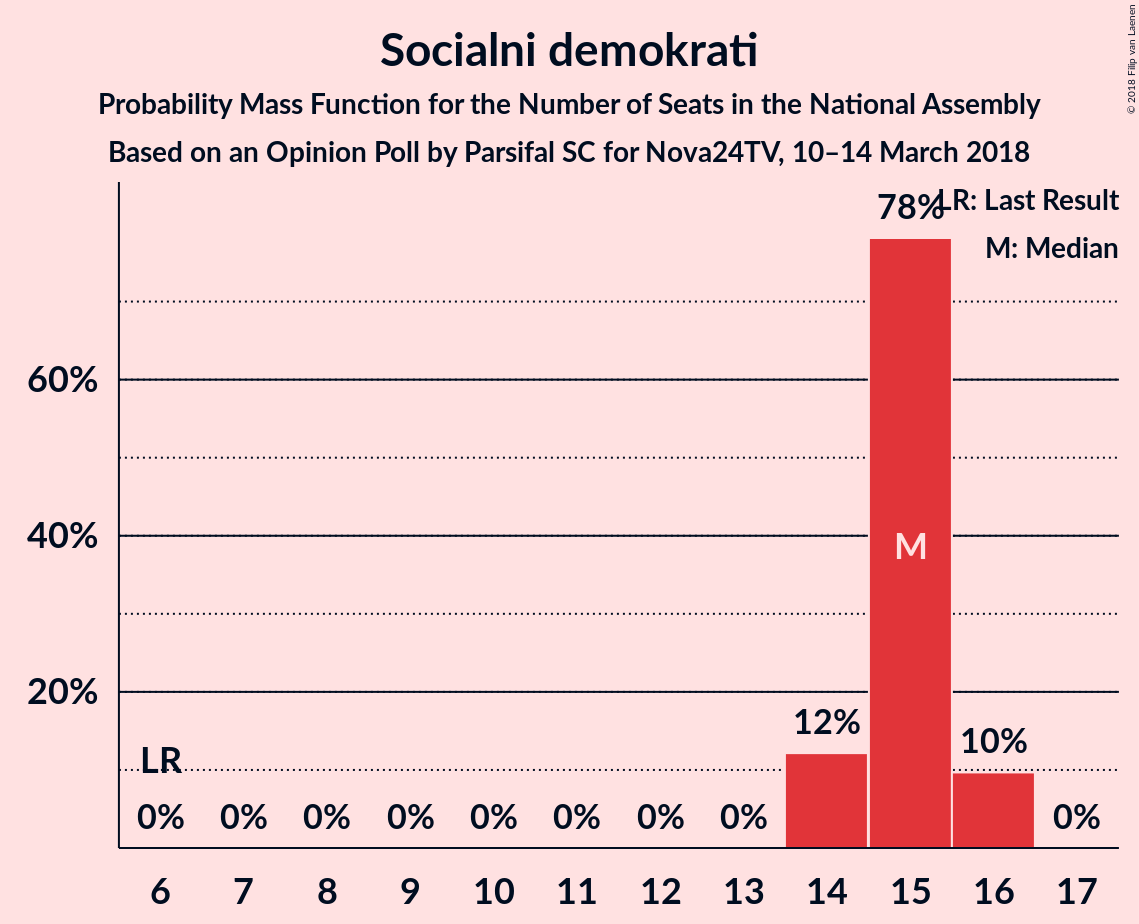 Socialni demokrati
Probability Mass Function for the Number of Seats in the National Assembly
Based on an Opinion Poll by Parsifal SC for Nova24TV, 10–14 March 2018
© 2018 Filip van Laenen
LR: Last Result
M: Median
78%
60%
40%
20%
M
12%
10%
LR
0% 0% 0% 0% 0% 0% 0% 0% 0%
6 7 8 9 10 11 12 13 14 15 16 17